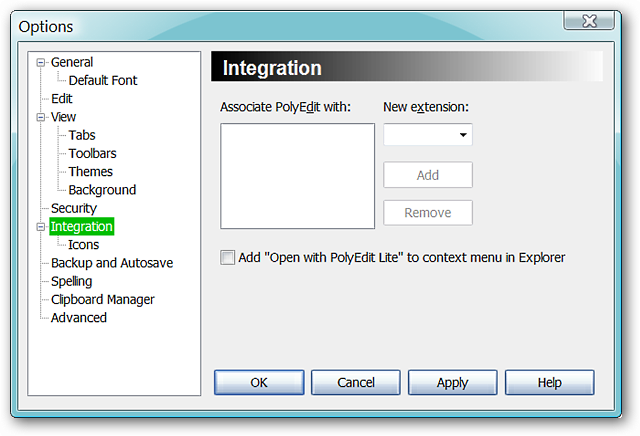 Options
General
Default Font
Edit
View
Tabs
Toolbars
Themes
Background
Security
Integration
Icons
Backup and Autosave
Spelling
Clipboard Manager
Advanced
Integration
Associate PolyEdit with:
New extension:
Add
Remove
Add "Open with PolyEdit Lite" to context menu in Explorer
OK Cancel Apply Help